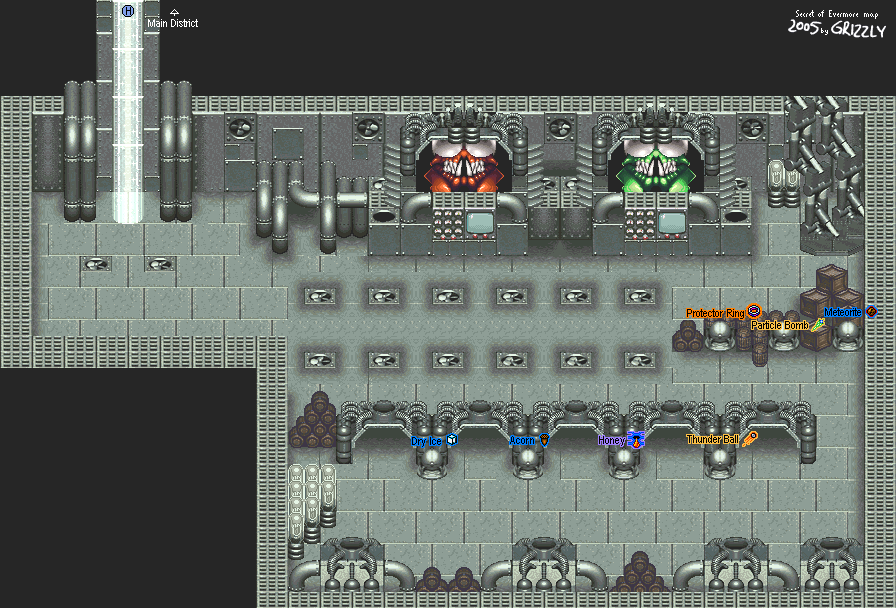 H
Main District
Secret of Evermore map
2005 by GRIZZLY
Protector Ring
Particle Bomb
Meteorite
Dry Ice
Acorn
Honey
Thunder Ball